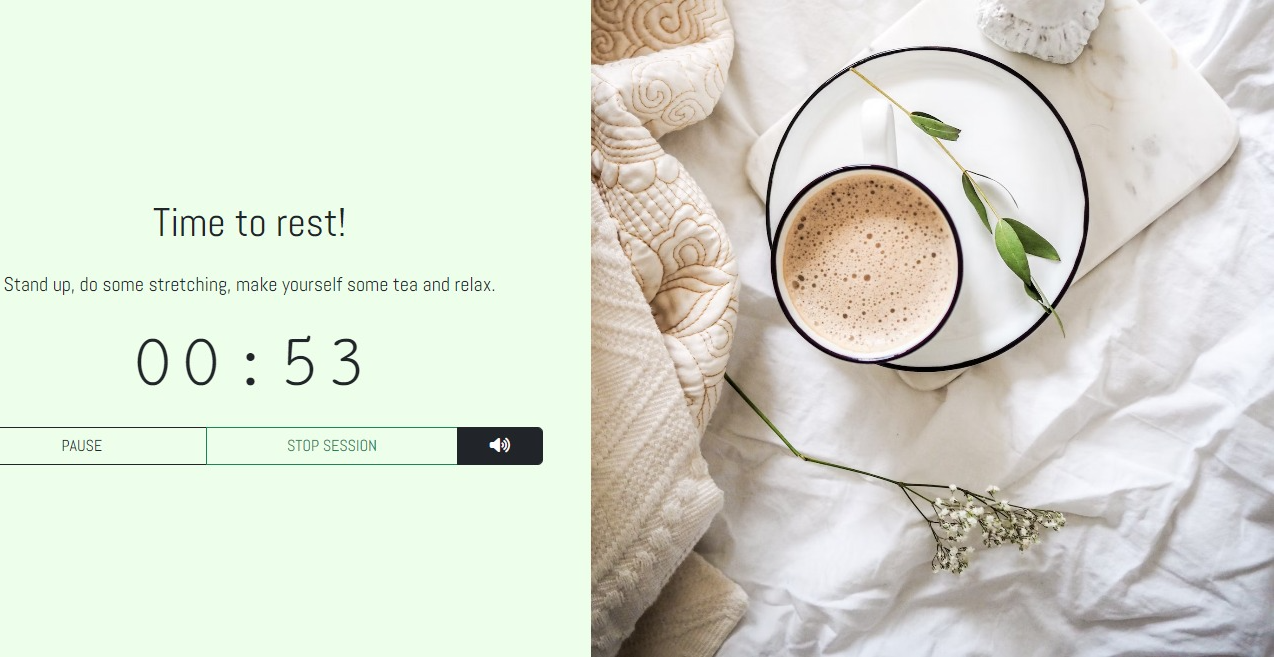 Time to rest!
Stand up, do some stretching, make yourself some tea and relax.
00:53
PAUSE
STOP SESSION